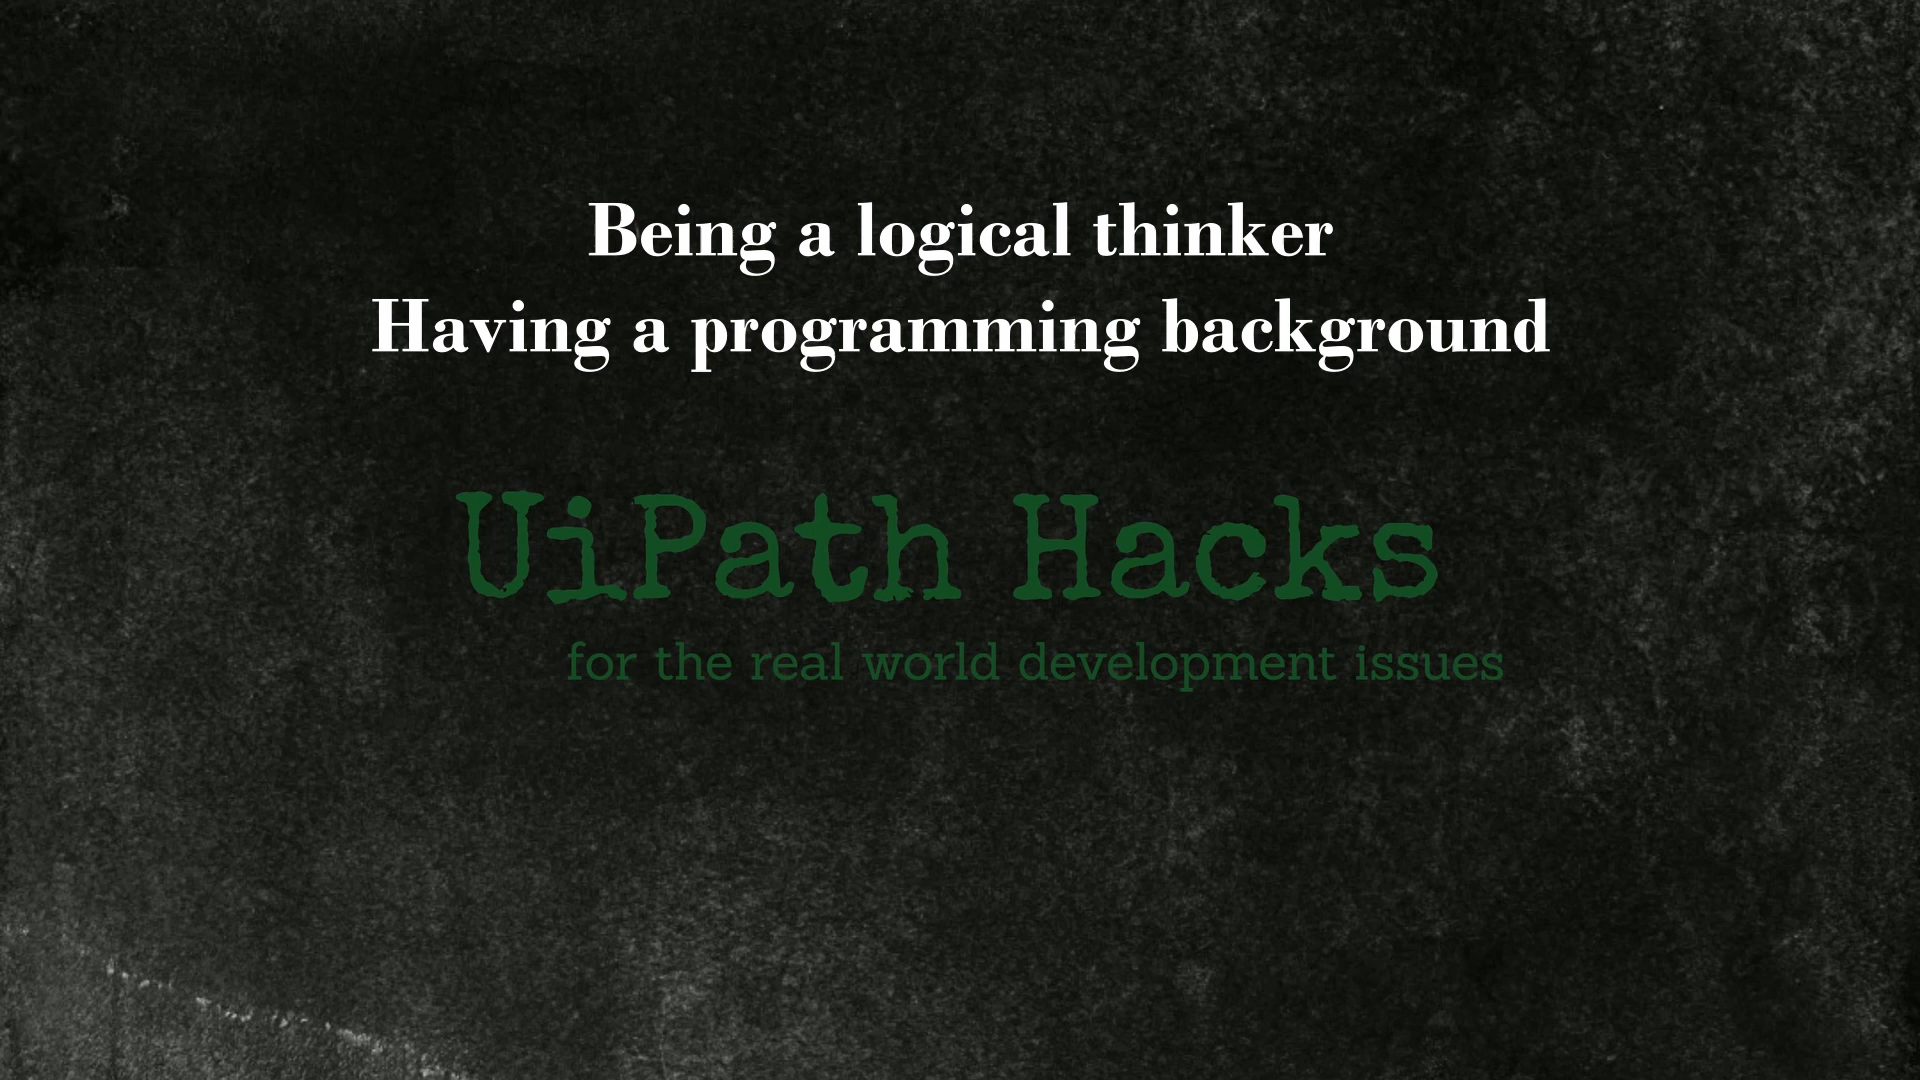 Being a logical thinker
Having a programming background
UiPath Hacks
for the real world development issues